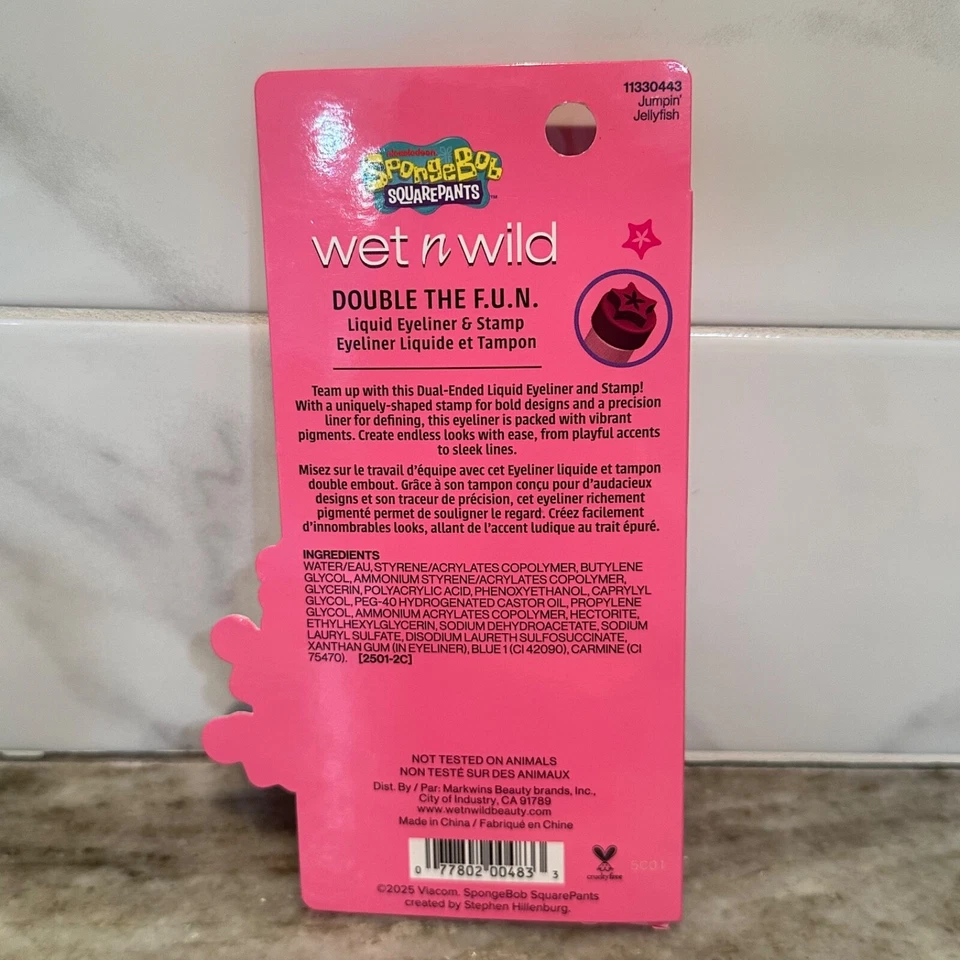 11330443
Jumpin'
Jellyfish
nickelodeon
SpongeBob
SQUAREPANTS™
wet n wild
DOUBLE THE F.U.N.
Liquid Eyeliner & Stamp
Eyeliner Liquide et Tampon
Team up with this Dual-Ended Liquid Eyeliner and Stamp!
With a uniquely-shaped stamp for bold designs and a precision
liner for defining, this eyeliner is packed with vibrant
pigments. Create endless looks with ease, from playful accents
to sleek lines.
Misez sur le travail d'équipe avec cet Eyeliner liquide et tampon
double embout. Grâce à son tampon conçu pour d'audacieux
designs et son traceur de précision, cet eyeliner richement
pigmenté permet de souligner le regard. Créez facilement
d'innombrables looks, allant de l'accent ludique au trait épuré.
INGREDIENTS
WATER/EAU, STYRENE/ACRYLATES COPOLYMER, BUTYLENE
GLYCOL, AMMONIUM STYRENE/ACRYLATES COPOLYMER,
GLYCERIN, POLYACRYLIC ACID, PHENOXYETHANOL, CAPRYLYL
GLYCOL, PEG-40 HYDROGENATED CASTOR OIL, PROPYLENE
GLYCOL, AMMONIUM ACRYLATES COPOLYMER, HECTORITE,
ETHYLHEXYLGLYCERIN, SODIUM DEHYDROACETATE, SODIUM
LAURYL SULFATE, DISODIUM LAURETH SULFOSUCCINATE,
XANTHAN GUM (IN EYELINER), BLUE 1 (CI 42090), CARMINE (CI
75470). [2501-2C]
NOT TESTED ON ANIMALS
NON TESTÉ SUR DES ANIMAUX
Dist. By / Par: Markwins Beauty brands, Inc.,
City of Industry, CA 91789
www.wetnwildbeauty.com
Made in China / Fabriqué en Chine
0 77802 00483 3
crueltyfree
5C01
©2025 Viacom. SpongeBob SquarePants
created by Stephen Hillenburg.